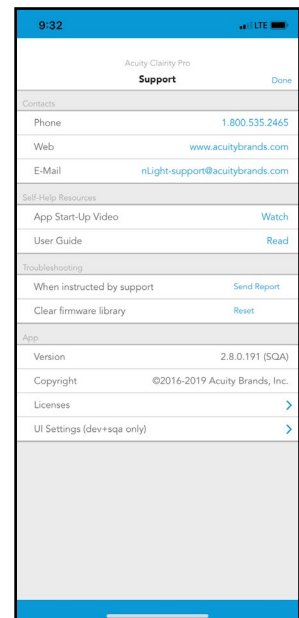 9:32 LTE
Acuity Clairity Pro
Support Done
Contacts
Phone 1.800.535.2465
Web www.acuitybrands.com
E-Mail nLight-support@acuitybrands.com
Self-Help Resources
App Start-Up Video Watch
User Guide Read
Troubleshooting
When instructed by support Send Report
Clear firmware library Reset
App
Version 2.8.0.191 (SQA)
Copyright ©2016-2019 Acuity Brands, Inc.
Licenses
UI Settings (dev+sqa only)